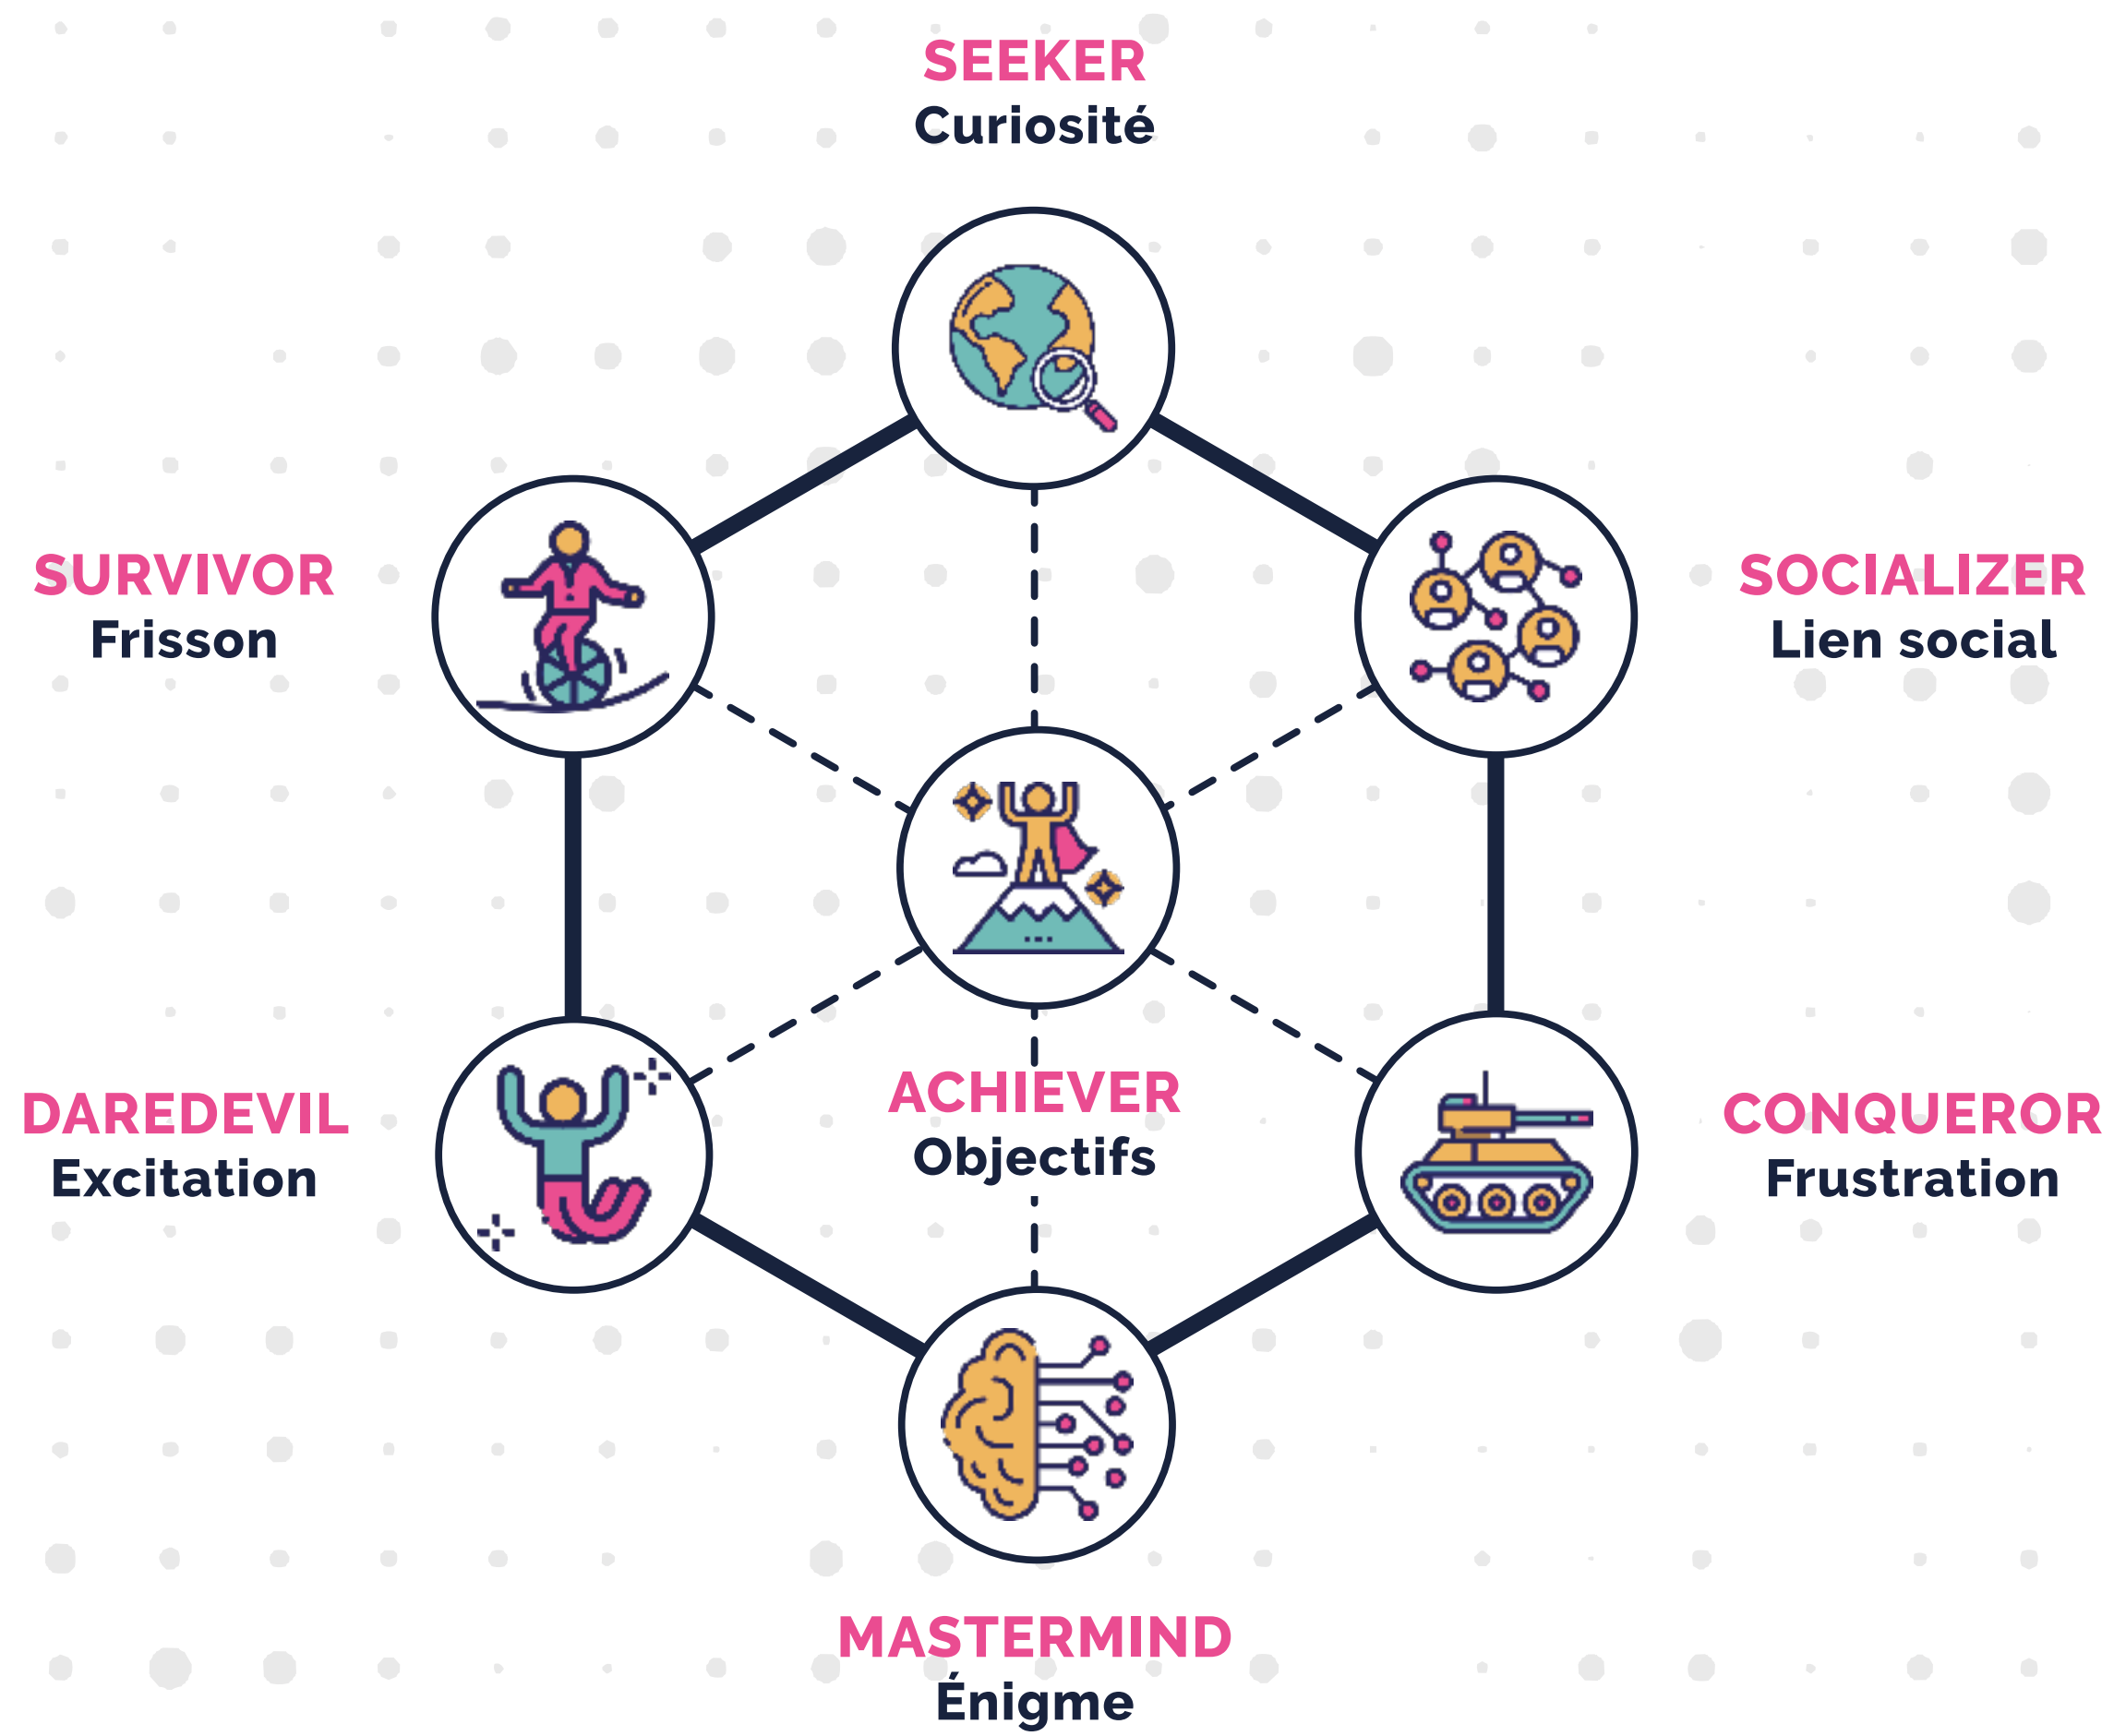 SEEKER
Curiosité
SURVIVOR
Frisson
SOCIALIZER
Lien social
DAREDEVIL
Excitation
ACHIEVER
Objectifs
CONQUEROR
Frustration
MASTERMIND
Énigme